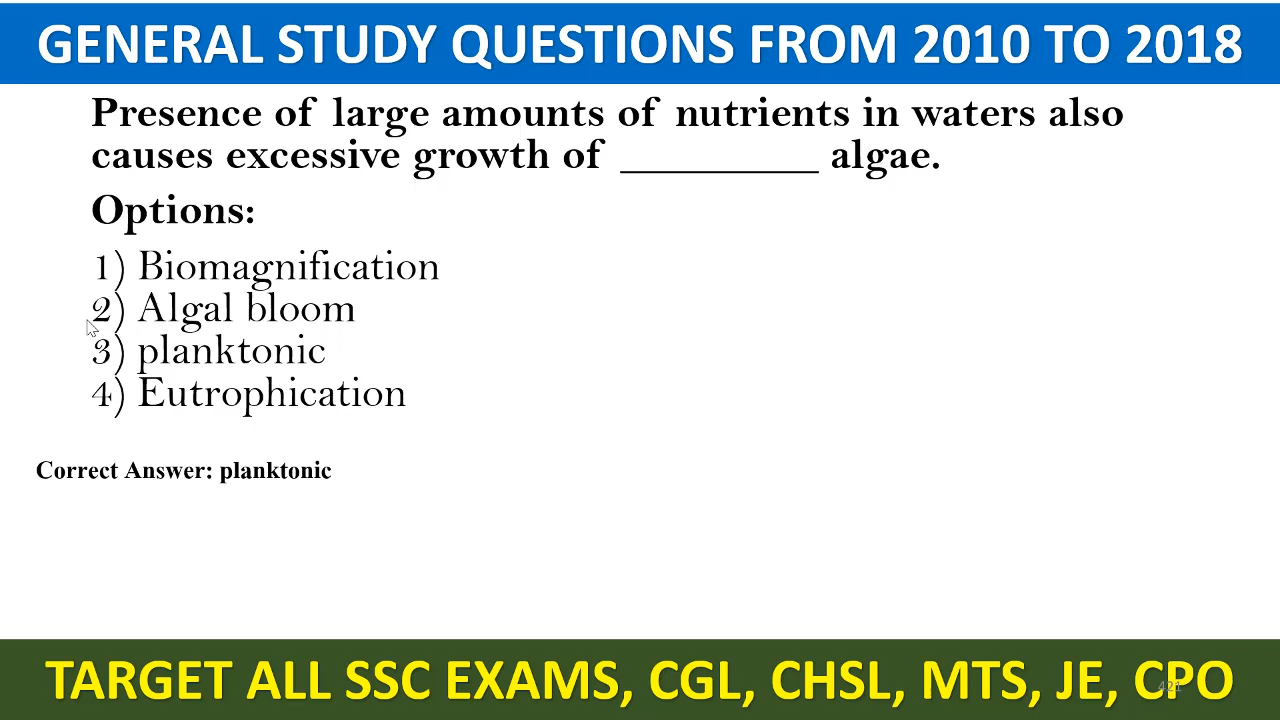 GENERAL STUDY QUESTIONS FROM 2010 TO 2018
Presence of large amounts of nutrients in waters also
causes excessive growth of _________ algae.
Options:
1) Biomagnification
2) Algal bloom
3) planktonic
4) Eutrophication
Correct Answer: planktonic
TARGET ALL SSC EXAMS, CGL, CHSL, MTS, JE, CPO
421